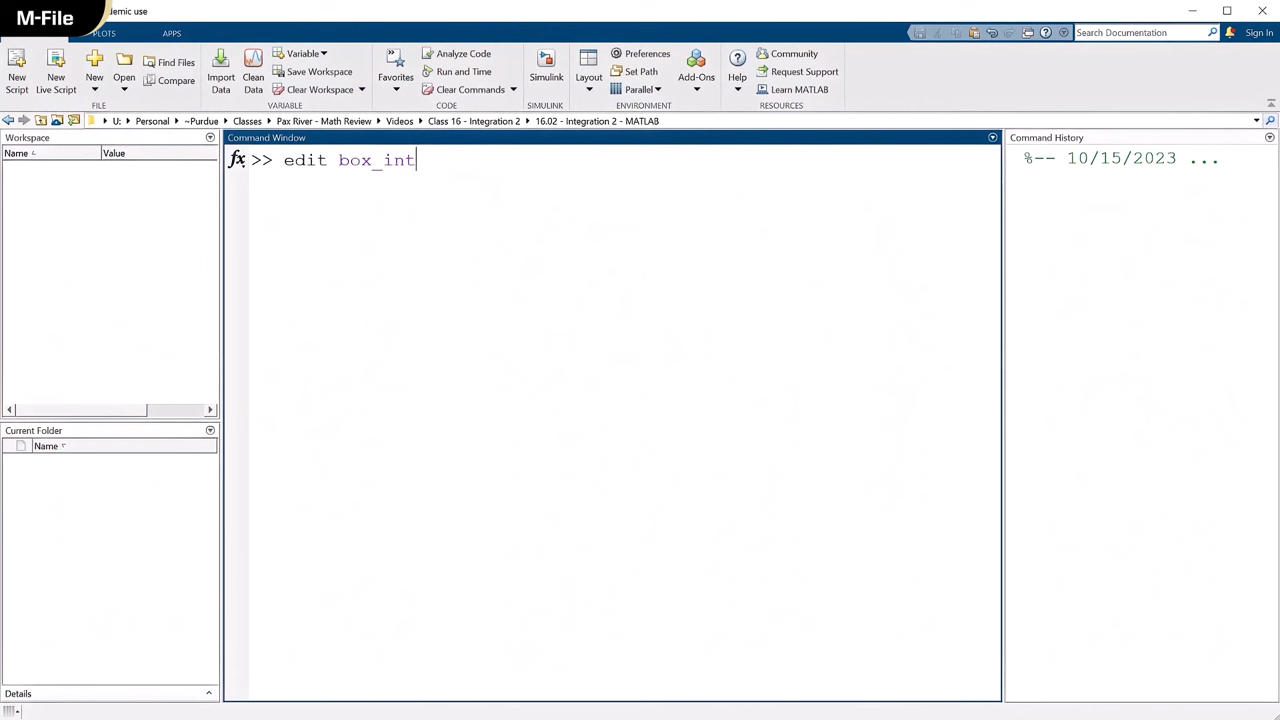 M-File
demic use
PLOTS
APPS
Search Documentation
Sign In
New Script
New Live Script
New
Open
Find Files
Compare
FILE
Import Data
Clean Data
Variable
Save Workspace
Clear Workspace
VARIABLE
Favorites
Analyze Code
Run and Time
Clear Commands
CODE
Simulink
SIMULINK
Layout
Preferences
Set Path
Parallel
Add-Ons
ENVIRONMENT
Help
Community
Request Support
Learn MATLAB
RESOURCES
U: Personal ~Purdue Classes Pax River - Math Review Videos Class 16 - Integration 2 16.02 - Integration 2 - MATLAB
Workspace
Name Value
Command Window
fx >> edit box_int
Command History
%-- 10/15/2023 ...
Current Folder
Name
Details